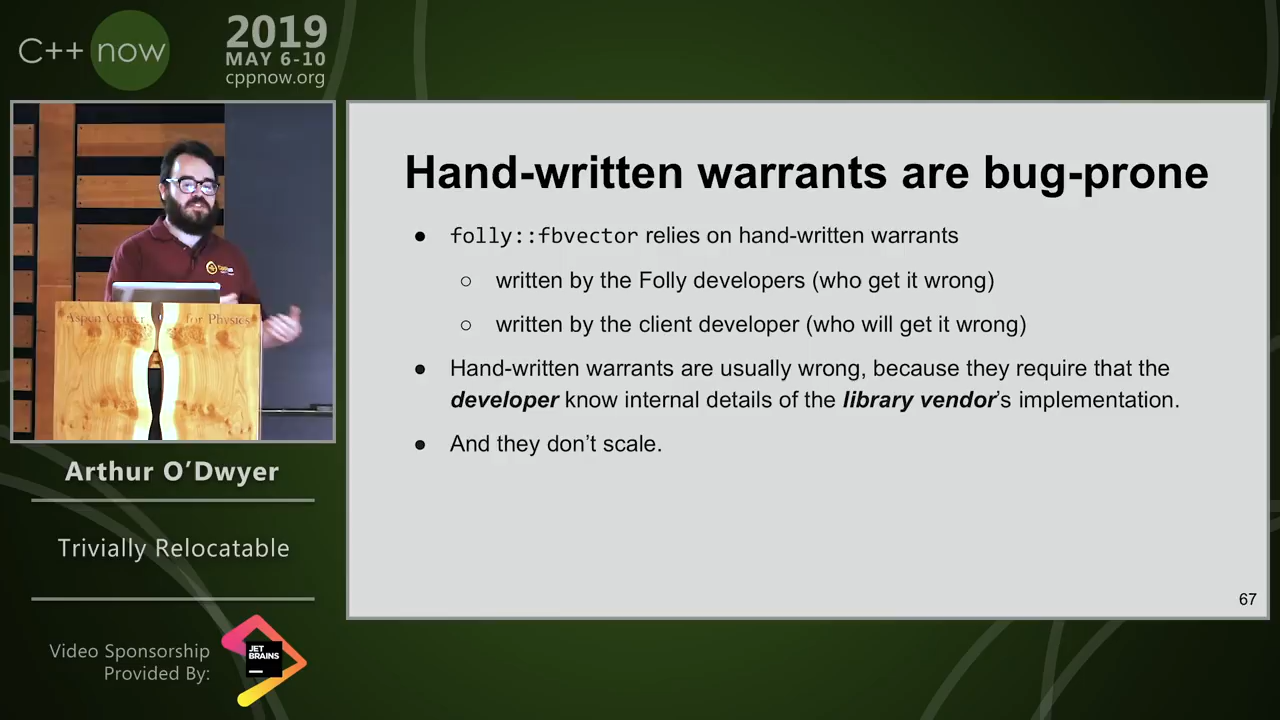 C++ now
2019
MAY 6-10
cppnow.org
Aspen Center for Physics
Arthur O’Dwyer
Trivially Relocatable
Video Sponsorship
Provided By:
JET
BRAINS
Hand-written warrants are bug-prone
● folly::fbvector relies on hand-written warrants
○ written by the Folly developers (who get it wrong)
○ written by the client developer (who will get it wrong)
● Hand-written warrants are usually wrong, because they require that the
developer know internal details of the library vendor’s implementation.
● And they don’t scale.
67